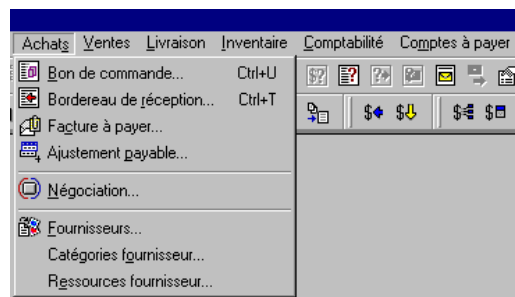 Achats Ventes Livraison Inventaire Comptabilité Comptes à payer
Bon de commande... Ctrl+U
Bordereau de réception... Ctrl+T
Facture à payer...
Ajustement payable...
Négociation...
Fournisseurs...
Catégories fournisseur...
Ressources fournisseur...